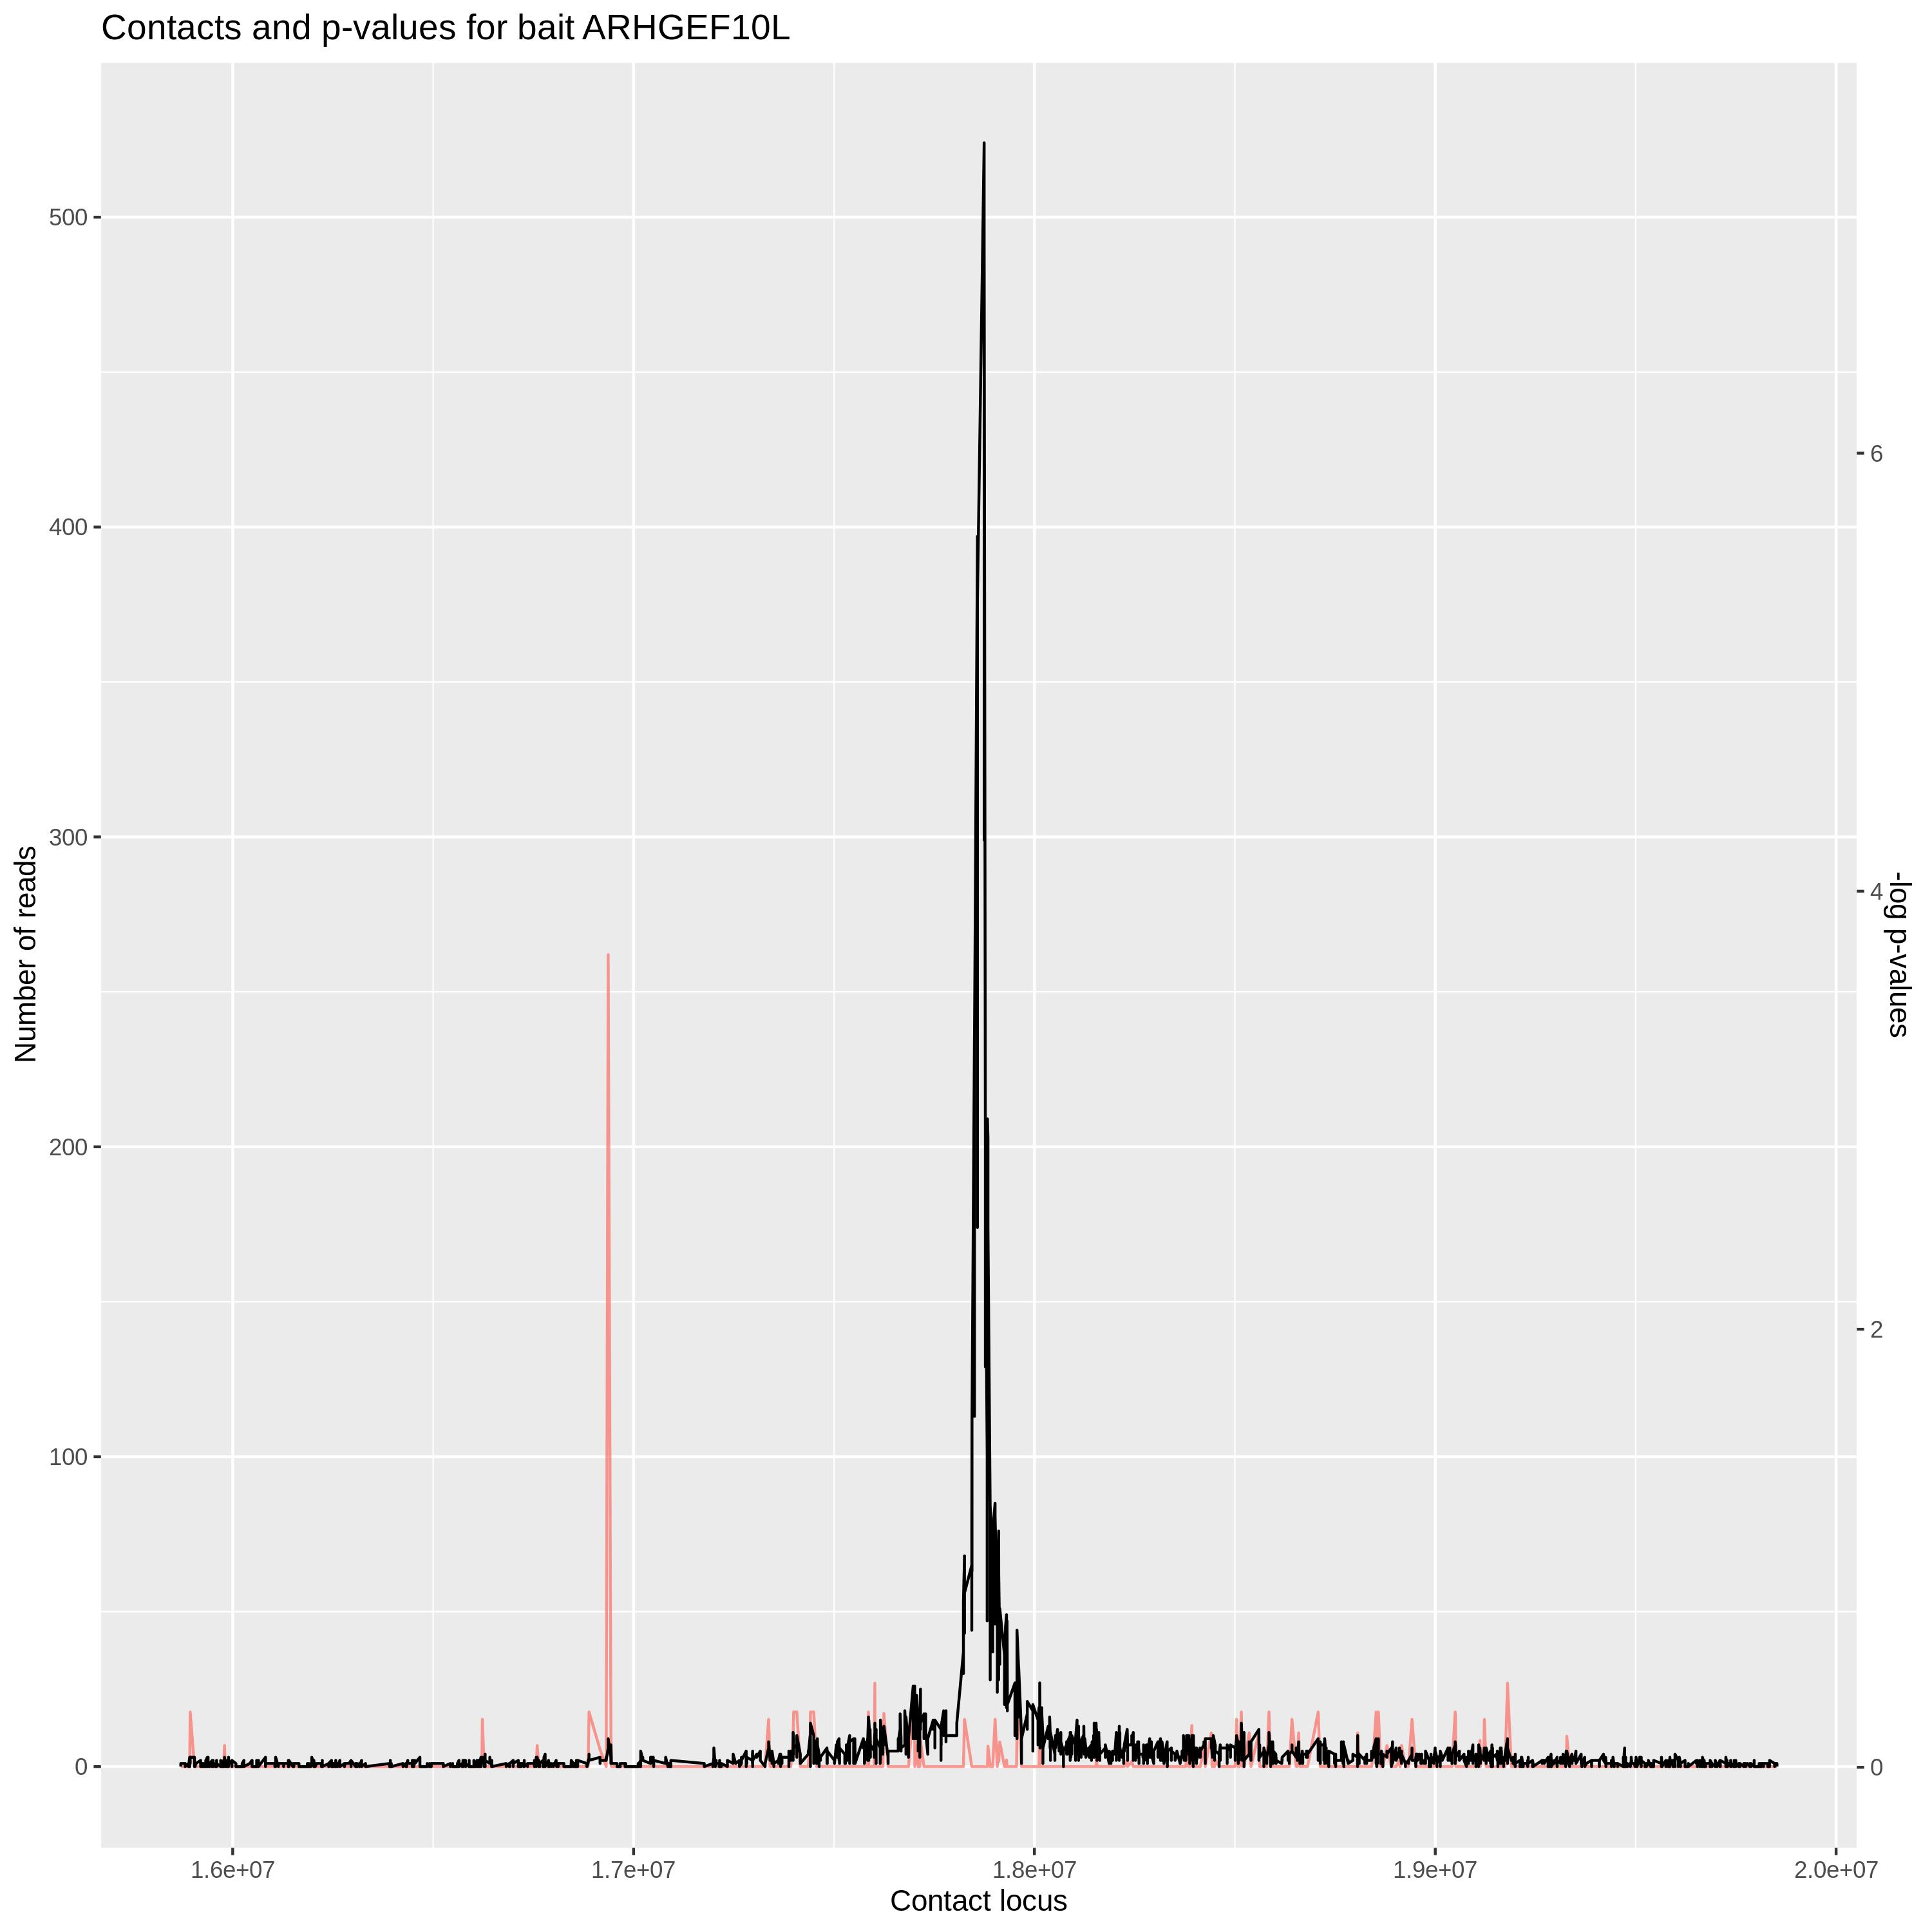 Contacts and p-values for bait ARHGEF10L
500
400
300
200
100
0
Number of reads
6
4
2
0
-log p-values
1.6e+07
1.7e+07
1.8e+07
1.9e+07
2.0e+07
Contact locus